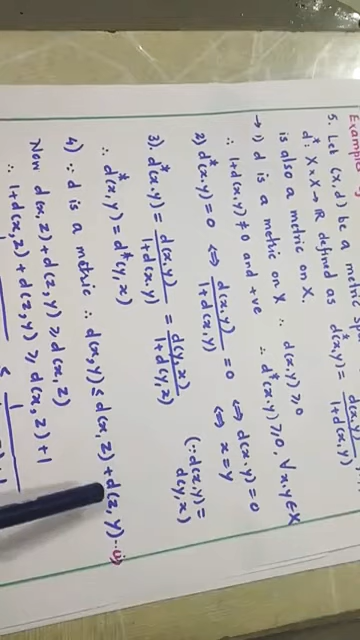 Example
5. Let (X, d) be a metric
d*: X×X → ℝ defined as d*(x,y) = d(x,y) / 1+d(x,y)
is also a metric on X.
→ 1) d is a metric on X ∴ d(x,y) ≥ 0
∴ 1+d(x,y) ≠ 0 and +ve ∴ d*(x,y) ≥ 0, ∀ x,y ∈ X
2) d*(x,y) = 0 ⇔ d(x,y) / 1+d(x,y) = 0 ⇔ d(x,y) = 0
⇔ x = y
3) d*(x,y) = d(x,y) / 1+d(x,y) = d(y,x) / 1+d(y,x) (∵ d(x,y) = d(y,x))
∴ d*(x,y) = d*(y,x)
4) ∵ d is a metric ∴ d(x,y) ≤ d(x,z) + d(z,y) --(i)
Now d(x,z) + d(z,y) ≥ d(x,z)
∴ 1+d(x,z) + d(z,y) ≥ d(x,z) + 1